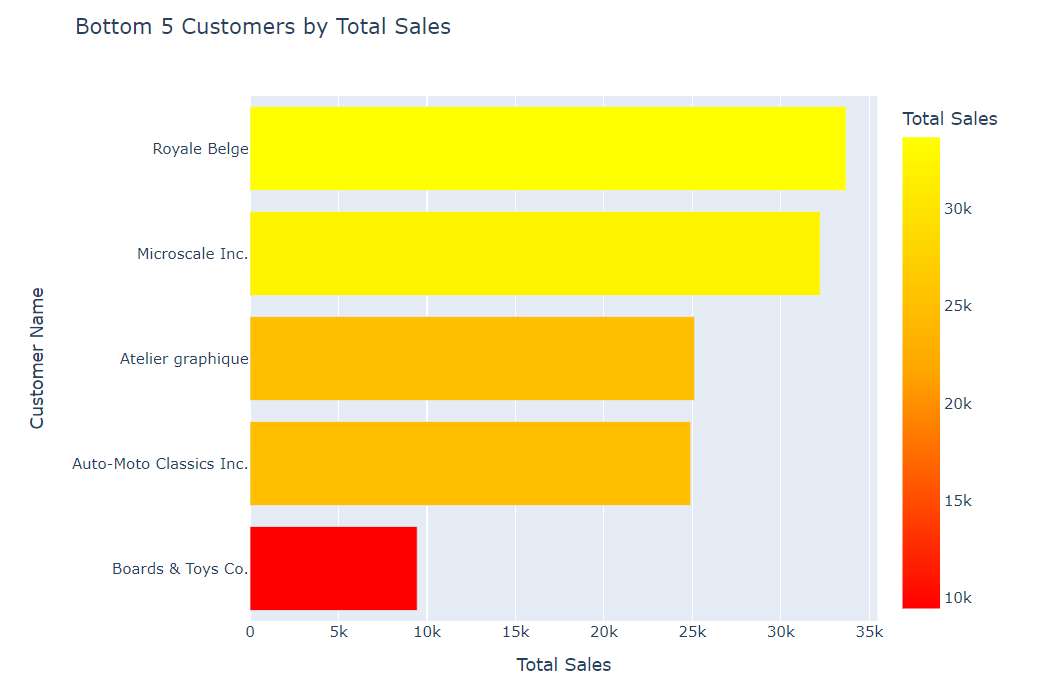 Bottom 5 Customers by Total Sales
Customer Name
Royale Belge
Microscale Inc.
Atelier graphique
Auto-Moto Classics Inc.
Boards & Toys Co.
0 5k 10k 15k 20k 25k 30k 35k
Total Sales
Total Sales
30k
25k
20k
15k
10k